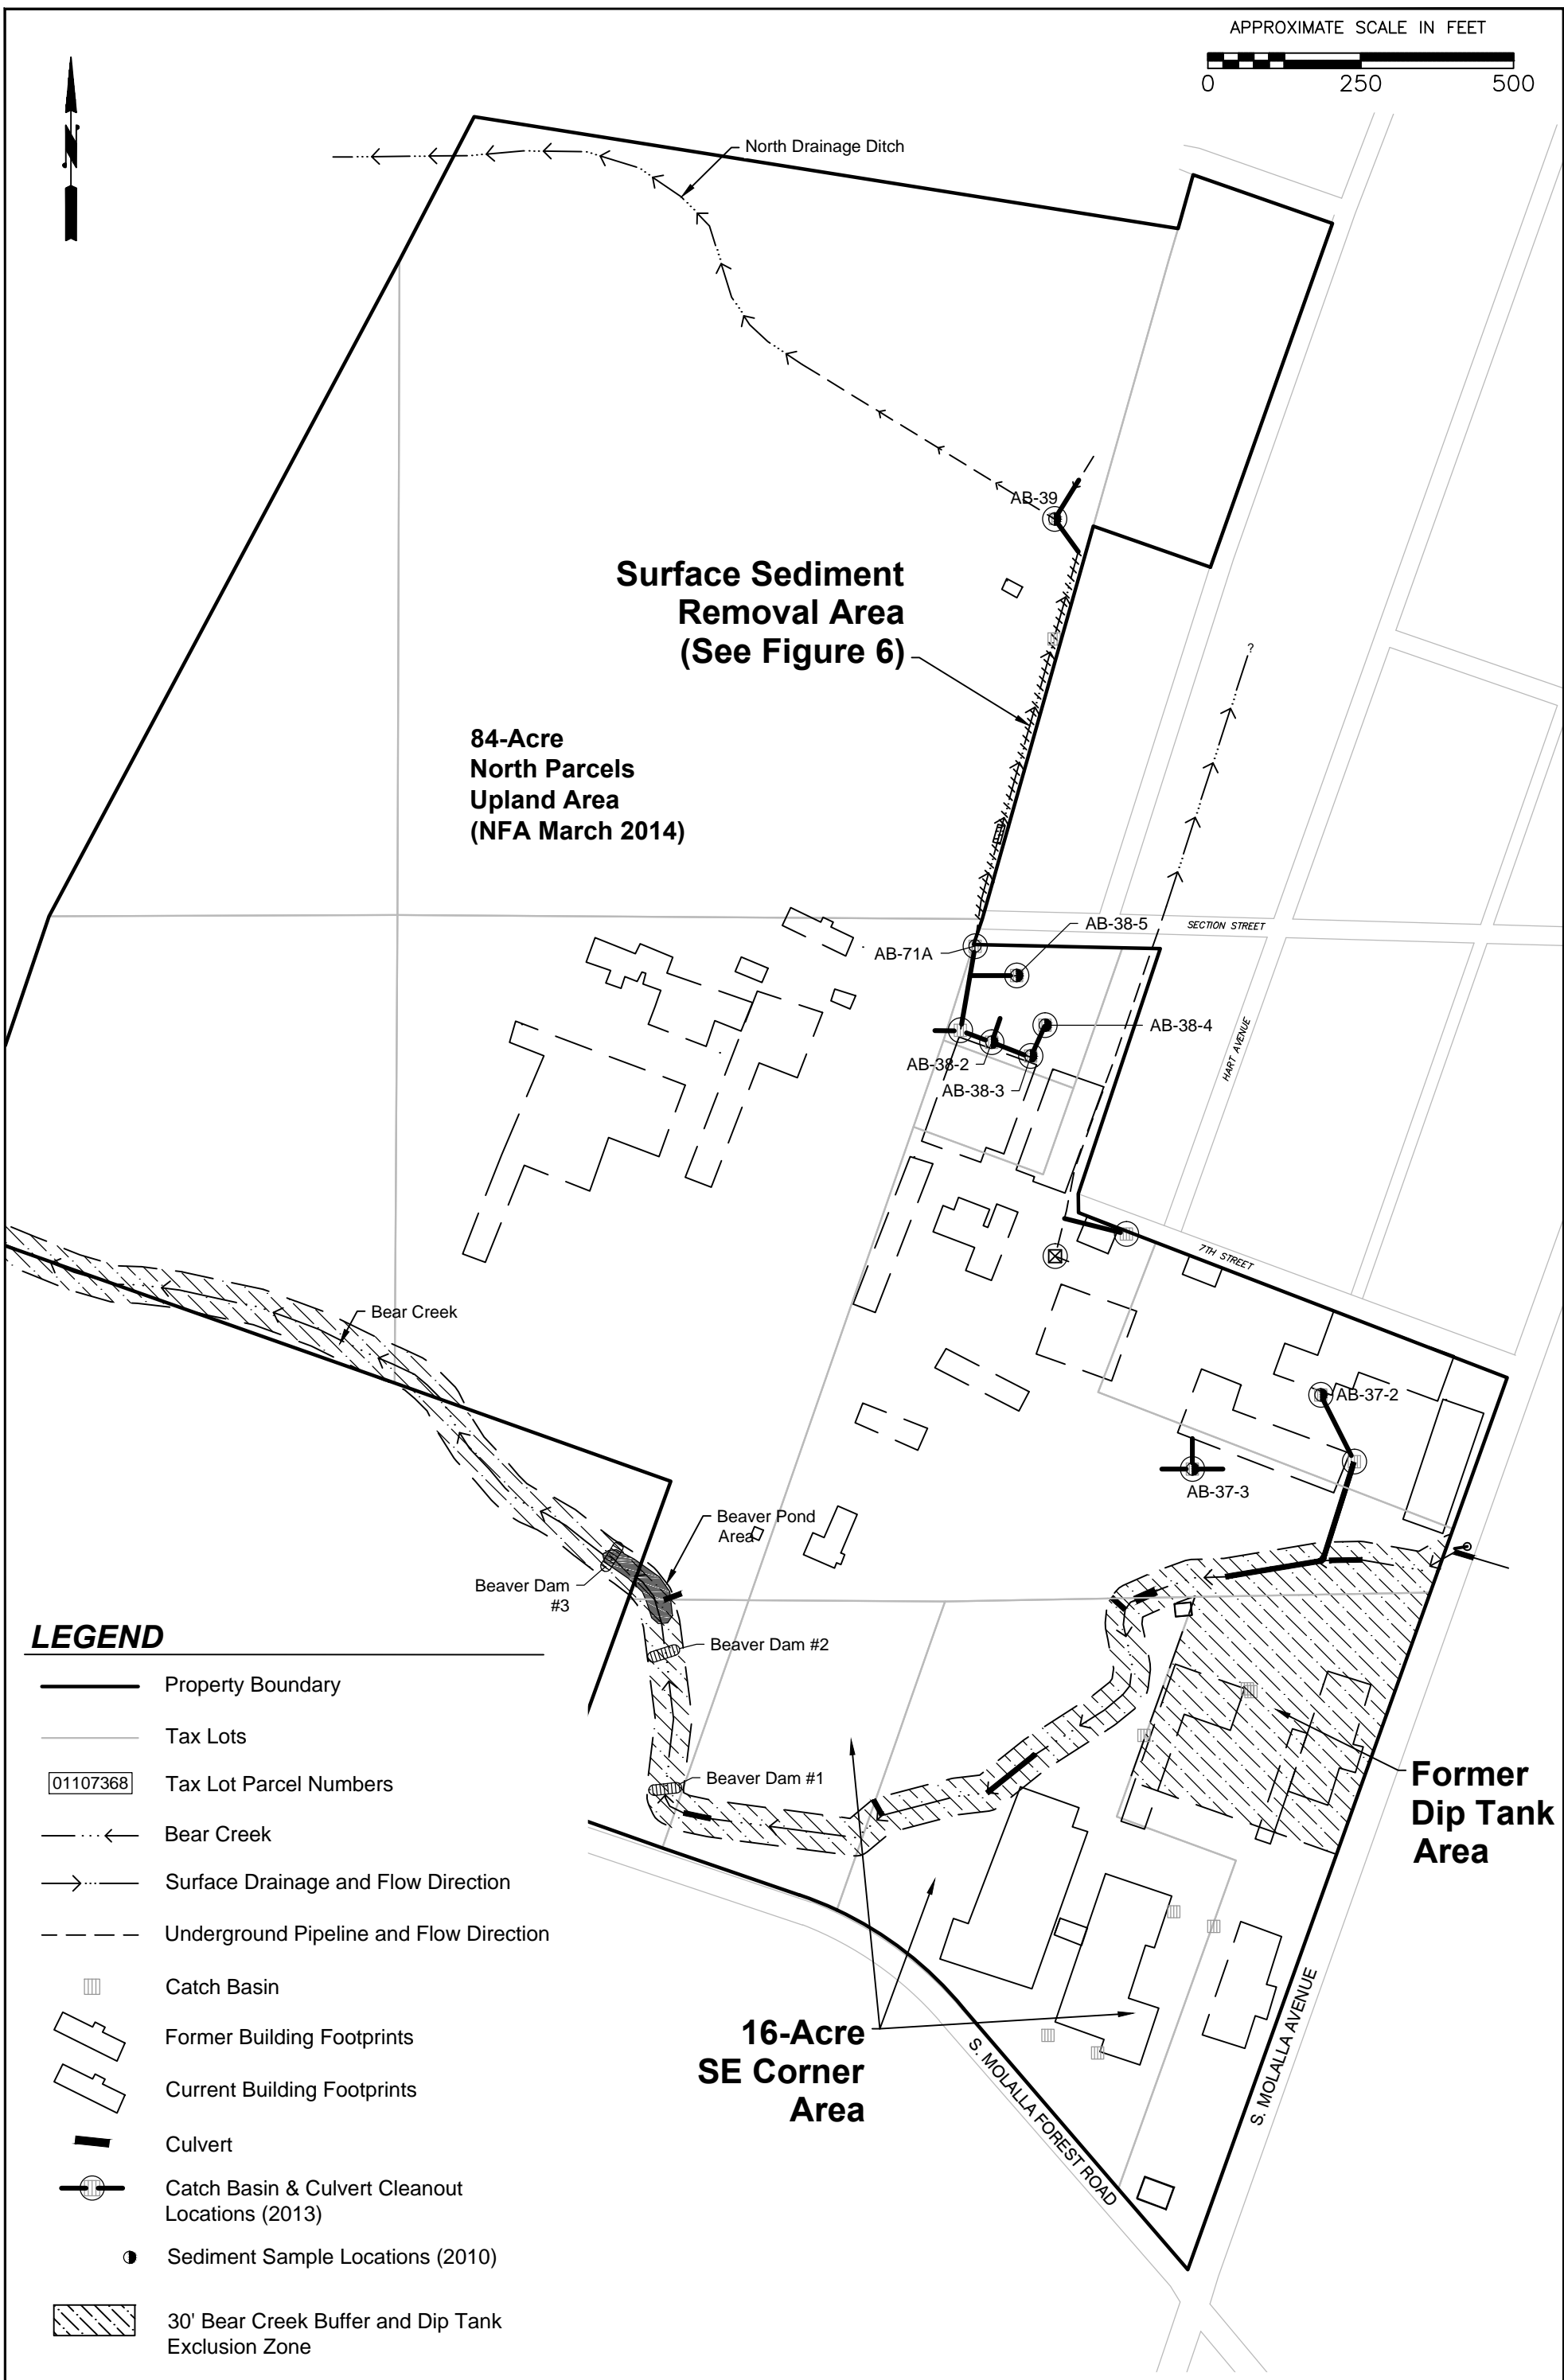 APPROXIMATE SCALE IN FEET
0 250 500
N
North Drainage Ditch
AB-39
Surface Sediment
Removal Area
(See Figure 6)
?
84-Acre
North Parcels
Upland Area
(NFA March 2014)
AB-38-5
SECTION STREET
AB-71A
AB-38-4
HART AVENUE
AB-38-2
AB-38-3
7TH STREET
Bear Creek
AB-37-2
AB-37-3
Beaver Pond
Area
Beaver Dam
#3
Beaver Dam #2
Beaver Dam #1
Former
Dip Tank
Area
16-Acre
SE Corner
Area
S. MOLALLA FOREST ROAD
S. MOLALLA AVENUE
LEGEND
Property Boundary
Tax Lots
01107368 Tax Lot Parcel Numbers
Bear Creek
Surface Drainage and Flow Direction
Underground Pipeline and Flow Direction
Catch Basin
Former Building Footprints
Current Building Footprints
Culvert
Catch Basin & Culvert Cleanout
Locations (2013)
Sediment Sample Locations (2010)
30' Bear Creek Buffer and Dip Tank
Exclusion Zone